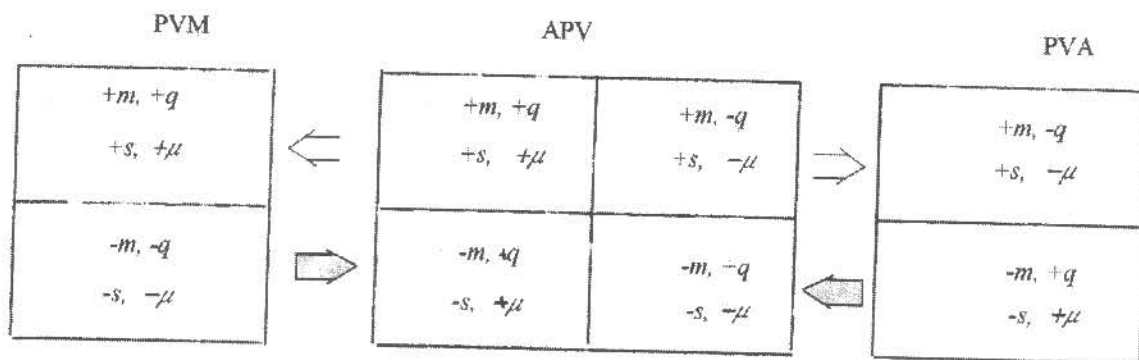 PVM
+m, +q
+s, +μ
-m, -q
-s, −μ
APV
+m, +q
+s, +μ
+m, -q
+s, −μ
-m,
-s,
-m,
-s, −μ
PVA
+m, -q
+s, −μ
-m, +q
-s, +μ